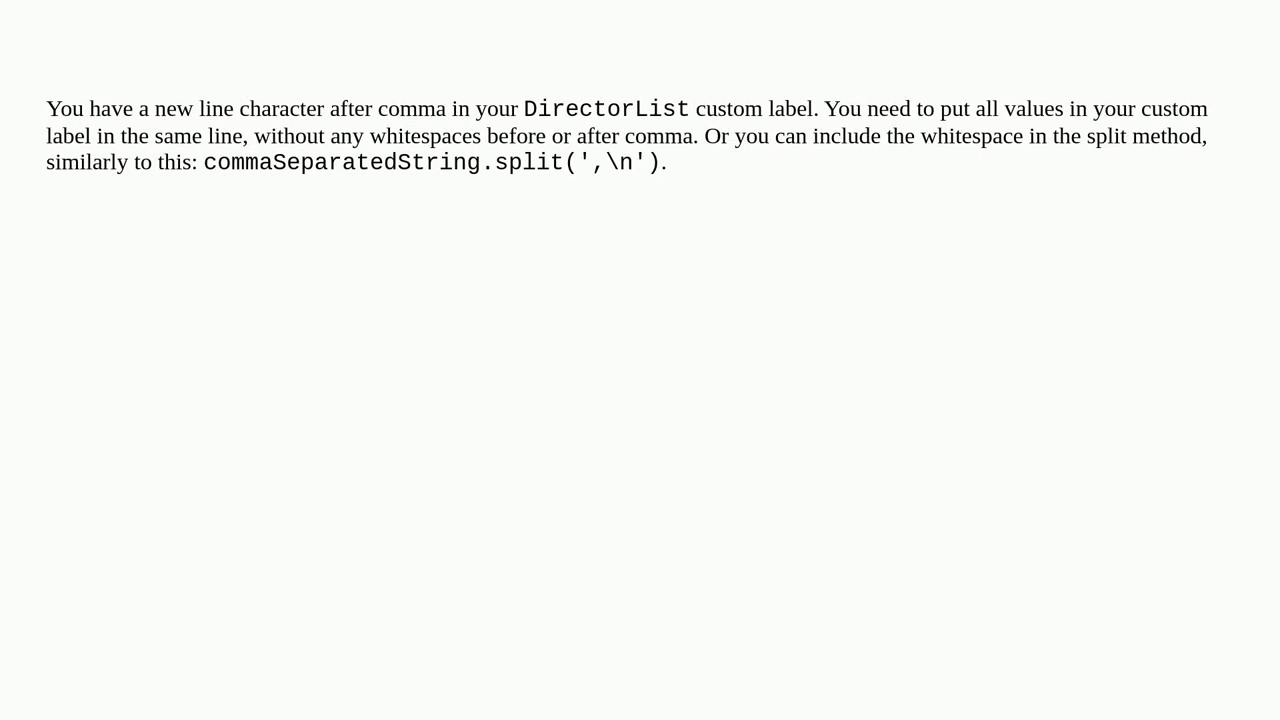 You have a new line character after comma in your DirectorList custom label. You need to put all values in your custom
label in the same line, without any whitespaces before or after comma. Or you can include the whitespace in the split method,
similarly to this: commaSeparatedString.split(',\n').